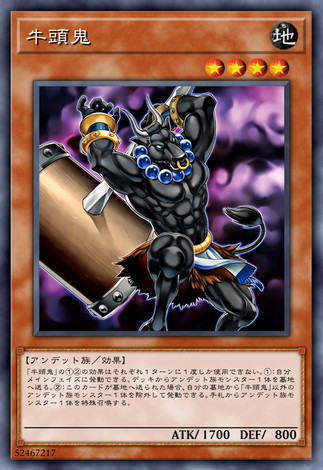 牛頭鬼
地
【アンデット族／効果】
「牛頭鬼」の①②の効果はそれぞれ１ターンに１度しか使用できない。①：自分
メインフェイズに発動できる。デッキからアンデット族モンスター１体を墓地
へ送る。②：このカードが墓地へ送られた場合、自分の墓地から「牛頭鬼」以外の
アンデット族モンスター１体を除外して発動できる。手札からアンデット族モ
ンスター１体を特殊召喚する。
ATK/ 1700 DEF/ 800
52467217